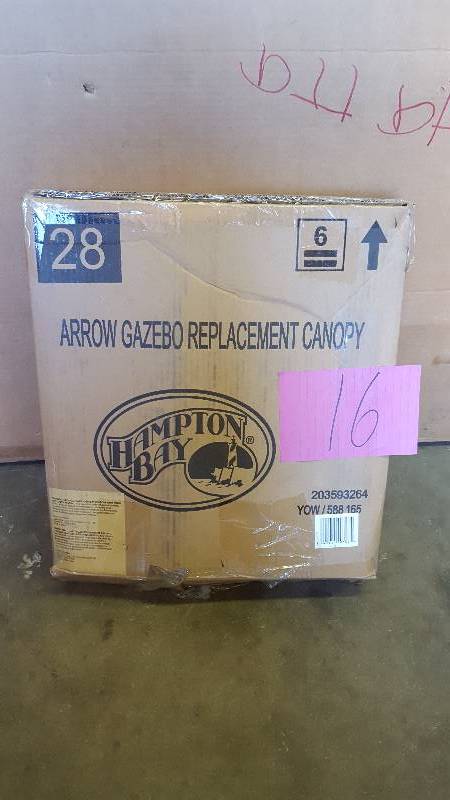 28
6
ARROW GAZEBO REPLACEMENT CANOPY
16
HAMPTON
BAY®
203593264
YOW / 588 165